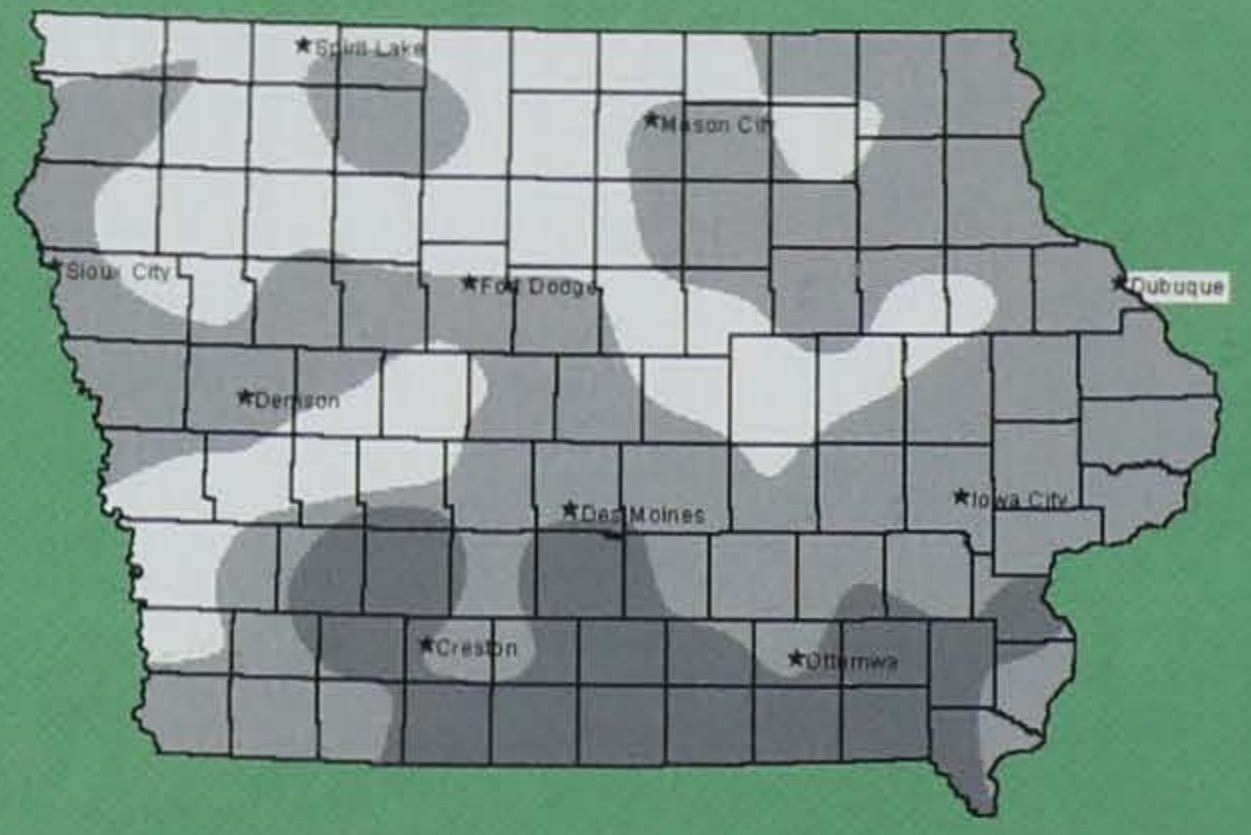 Spirit Lake
Mason City
Sioux City
Fort Dodge
Dubuque
Denison
Iowa City
Des Moines
Creston
Ottumwa